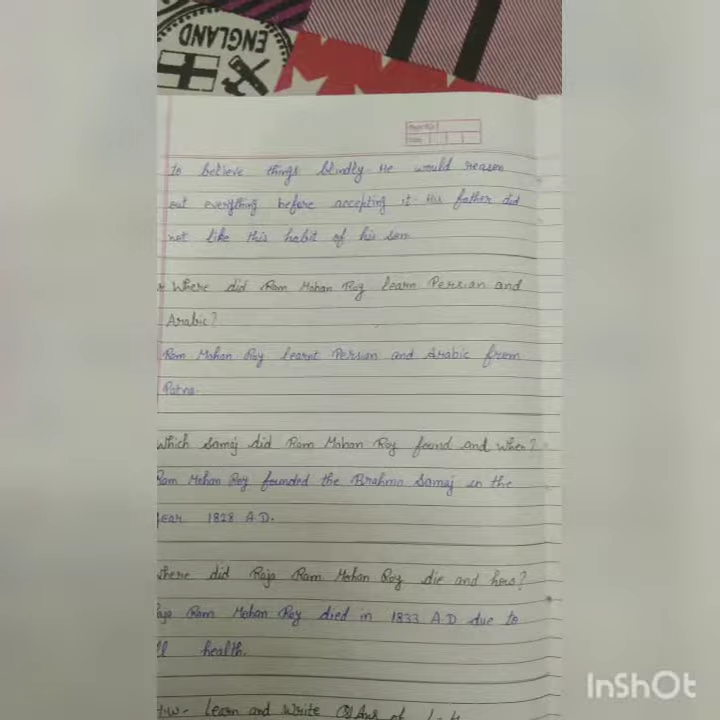 ENGLAND
to believe things blindly He would reason
out everything before accepting it His father did
not like this habit of his son
Where did Ram Mohan Roy learn Persian and
Arabic?
Ram Mohan Roy learnt Persian and Arabic from
Patna.
Which Samaj did Ram Mohan Roy found and when?
Ram Mohan Roy founded the Brahmo Samaj in the
year 1828 A.D.
Where did Raja Ram Mohan Roy die and how?
Raja Ram Mohan Roy died in 1833 A.D due to
ill health.
H.W- Learn and Write of
InShOt